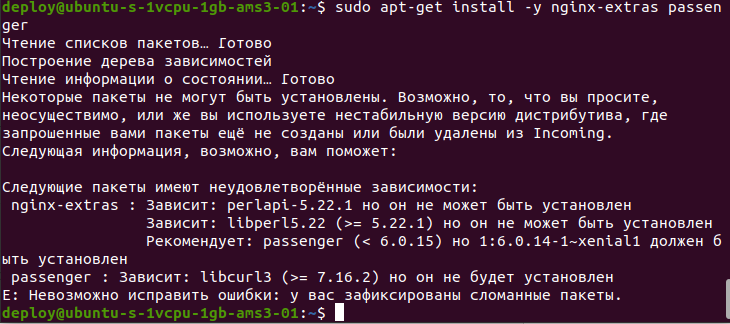 deploy@ubuntu-s-1vcpu-1gb-ams3-01:~$ sudo apt-get install -y nginx-extras passen
ger
Чтение списков пакетов… Готово
Построение дерева зависимостей
Чтение информации о состоянии… Готово
Некоторые пакеты не могут быть установлены. Возможно, то, что вы просите,
неосуществимо, или же вы используете нестабильную версию дистрибутива, где
запрошенные вами пакеты ещё не созданы или были удалены из Incoming.
Следующая информация, возможно, вам поможет:

Следующие пакеты имеют неудовлетворённые зависимости:
 nginx-extras : Зависит: perlapi-5.22.1 но он не может быть установлен
                Зависит: libperl5.22 (>= 5.22.1) но он не может быть установлен
                Рекомендует: passenger (< 6.0.15) но 1:6.0.14-1~xenial1 должен б
ыть установлен
 passenger : Зависит: libcurl3 (>= 7.16.2) но он не будет установлен
E: Невозможно исправить ошибки: у вас зафиксированы сломанные пакеты.
deploy@ubuntu-s-1vcpu-1gb-ams3-01:~$